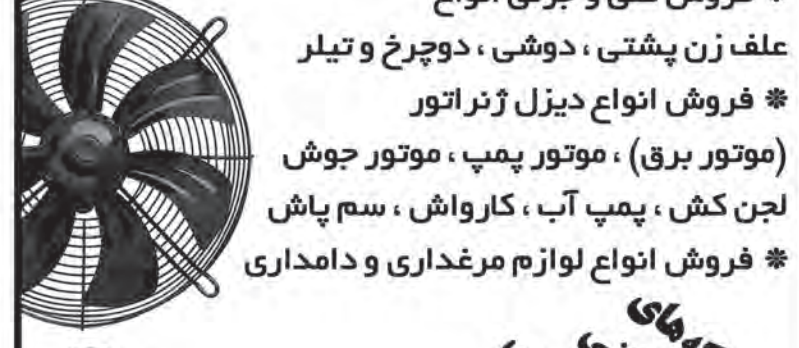 علف زن پشتی ، دوشی ، دوچرخ و تیلر
❊ فروش انواع دیزل ژنراتور
(موتور برق) ، موتور پمپ ، موتور جوش
لجن کش ، پمپ آب ، کارواش ، سم پاش
❊ فروش انواع لوازم مرغداری و دامداری